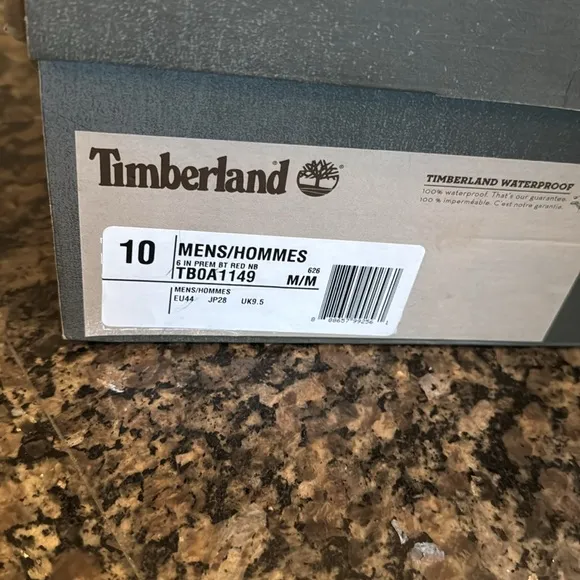 Timberland®
TIMBERLAND WATERPROOF
100% waterproof. That's our guarantee.
100 % imperméable. C'est notre garantie.
10
MENS/HOMMES
6 IN PREM BT RED NB
626
TB0A1149
M/M
MENS/HOMMES
EU44 JP28 UK9.5